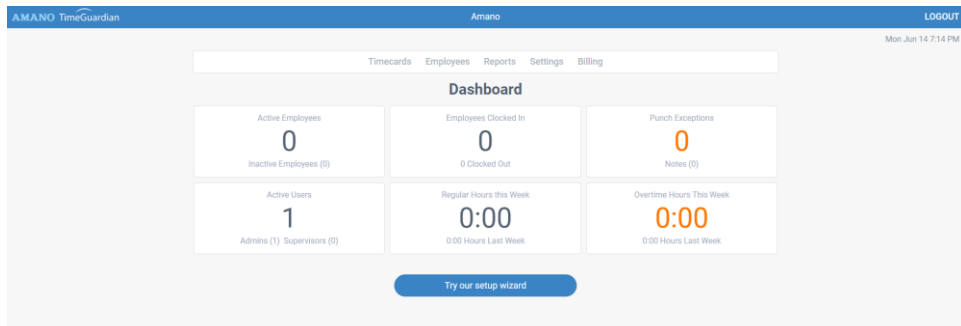 AMANO TimeGuardian Amano LOGOUT
Mon Jun 14 7:14 PM
Timecards Employees Reports Settings Billing
Dashboard
Active Employees
0
Inactive Employees (0)
Employees Clocked In
0
0 Clocked Out
Punch Exceptions
0
Notes (0)
Active Users
1
Admins (1) Supervisors (0)
Regular Hours this Week
0:00
0:00 Hours Last Week
Overtime Hours This Week
0:00
0:00 Hours Last Week
Try our setup wizard